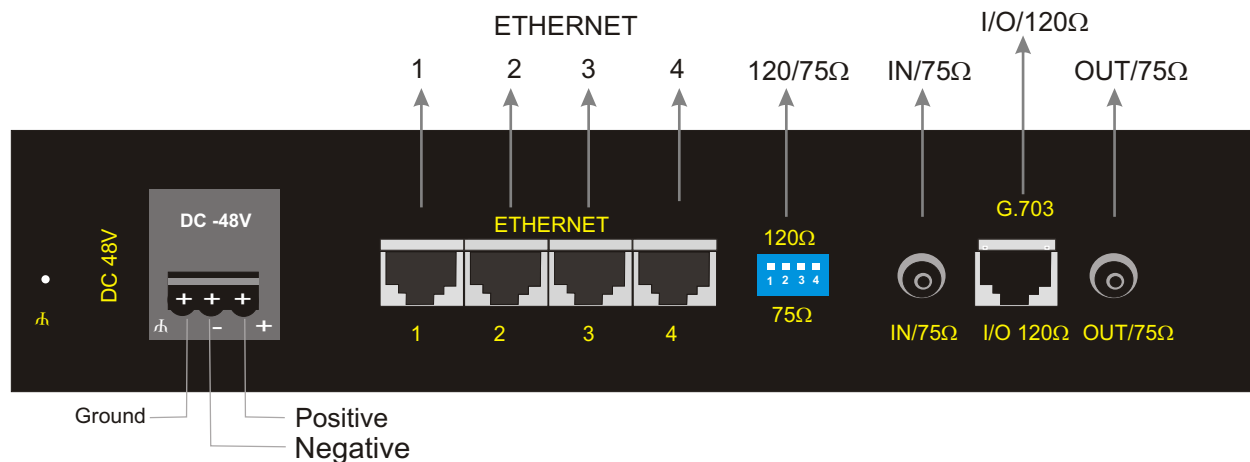 ETHERNET
I/O/120Ω
1 2 3 4 120/75Ω IN/75Ω OUT/75Ω
DC 48V
DC -48V
- +
ETHERNET
1 2 3 4
120Ω
1 2 3 4
75Ω
G.703
IN/75Ω I/O 120Ω OUT/75Ω
Ground
Positive
Negative